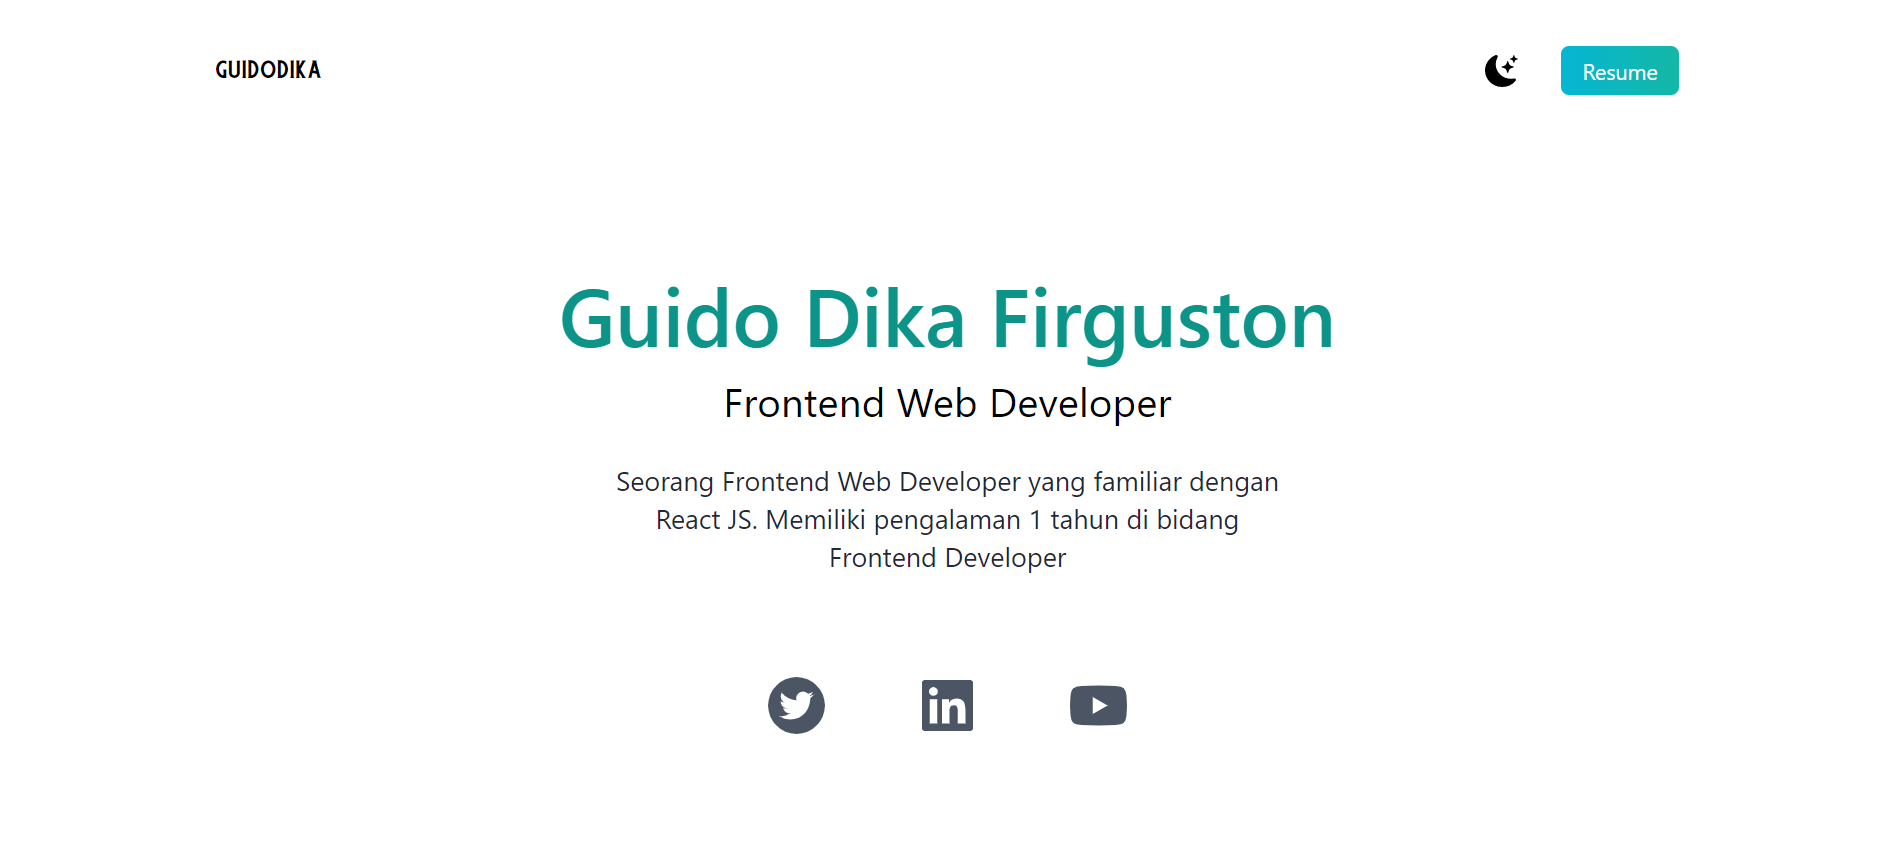 GUIDODIKA
Resume
Guido Dika Firguston
Frontend Web Developer
Seorang Frontend Web Developer yang familiar dengan
React JS. Memiliki pengalaman 1 tahun di bidang
Frontend Developer
in